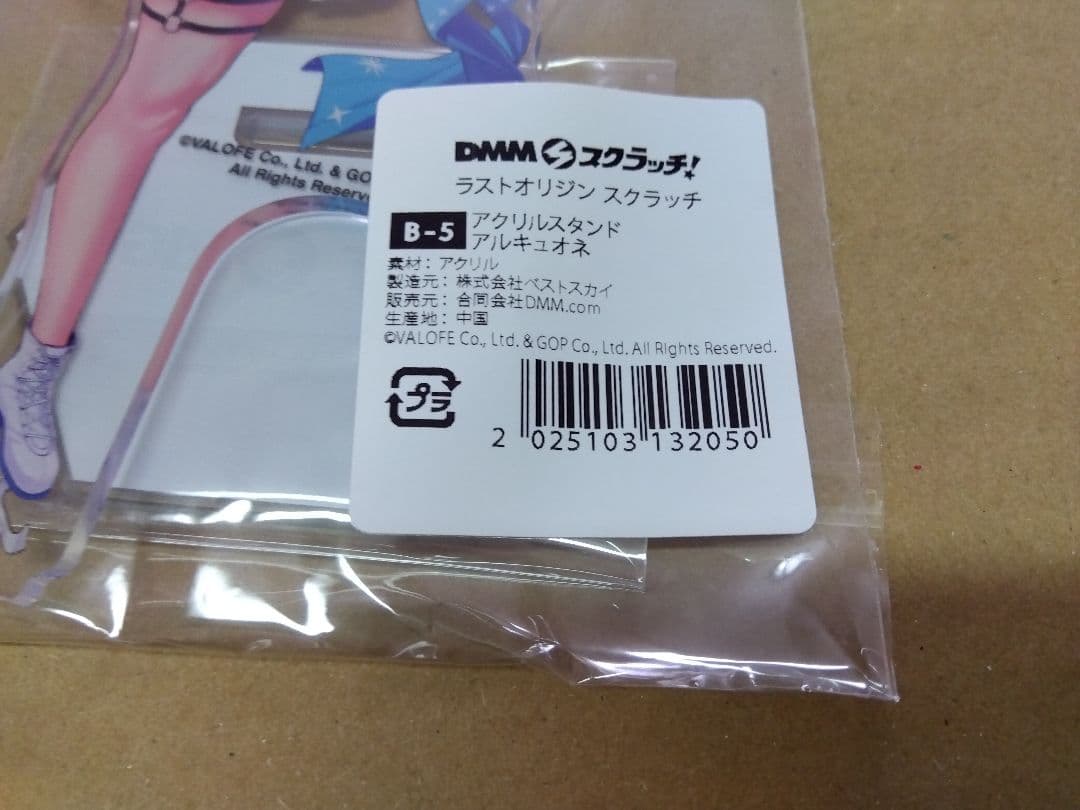 ©VALOFE Co., Ltd. & GO
All Rights Reserv
DMM スクラッチ!
ラストオリジン スクラッチ
B-5 アクリルスタンド
アルキュオネ
素材：アクリル
製造元：株式会社ベストスカイ
販売元：合同会社DMM.com
生産地：中国
©VALOFE Co., Ltd. & GOP Co., Ltd. All Rights Reserved.
プラ
2 025103 132050